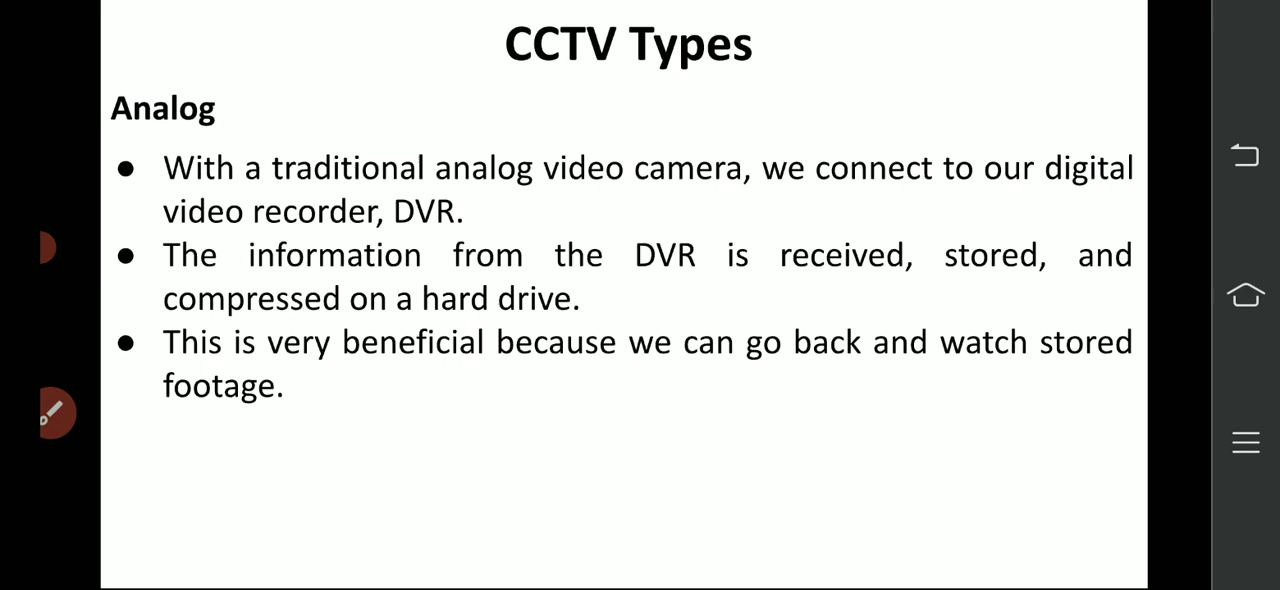 CCTV Types
Analog
● With a traditional analog video camera, we connect to our digital
video recorder, DVR.
● The information from the DVR is received, stored, and
compressed on a hard drive.
● This is very beneficial because we can go back and watch stored
footage.